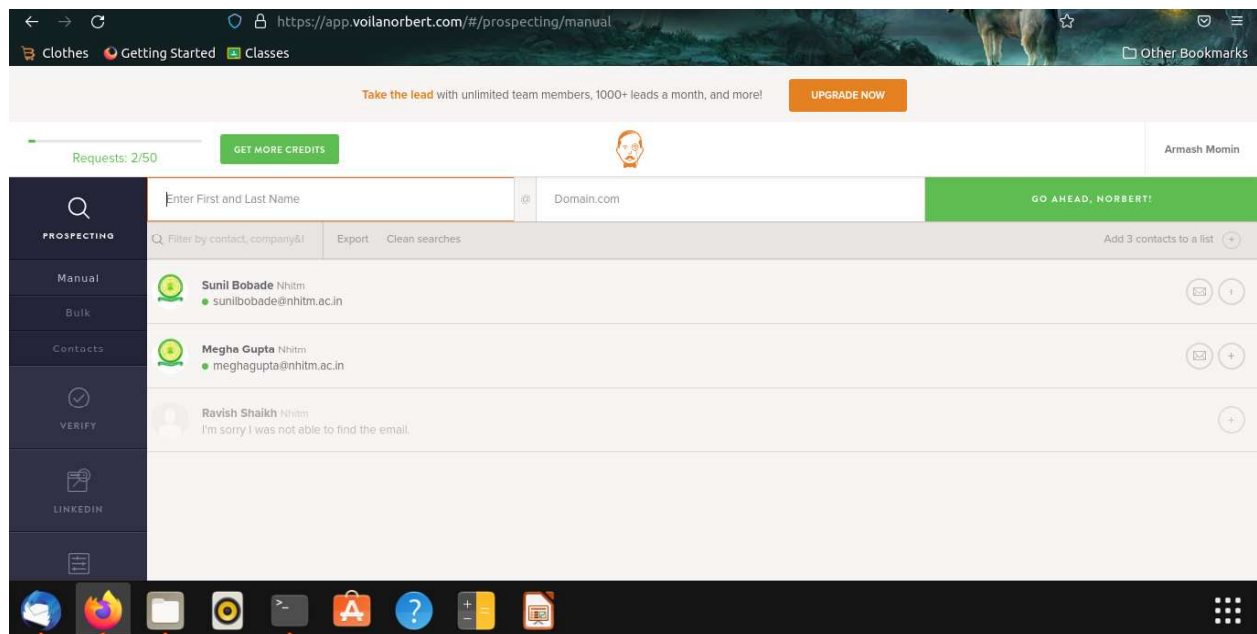 https://app.voilanorbert.com/#/prospecting/manual
Clothes Getting Started Classes Other Bookmarks
Take the lead with unlimited team members, 1000+ leads a month, and more! UPGRADE NOW
Requests: 2/50 GET MORE CREDITS Armash Momin
PROSPECTING
Enter First and Last Name @ Domain.com GO AHEAD, NORBERT!
Filter by contact, company&! Export Clean searches Add 3 contacts to a list +
Manual
Bulk
Contacts
VERIFY
LINKEDIN
Sunil Bobade Nhitm
sunilbobade@nhitm.ac.in
Megha Gupta Nhitm
meghagupta@nhitm.ac.in
Ravish Shaikh Nhitm
I'm sorry I was not able to find the email.